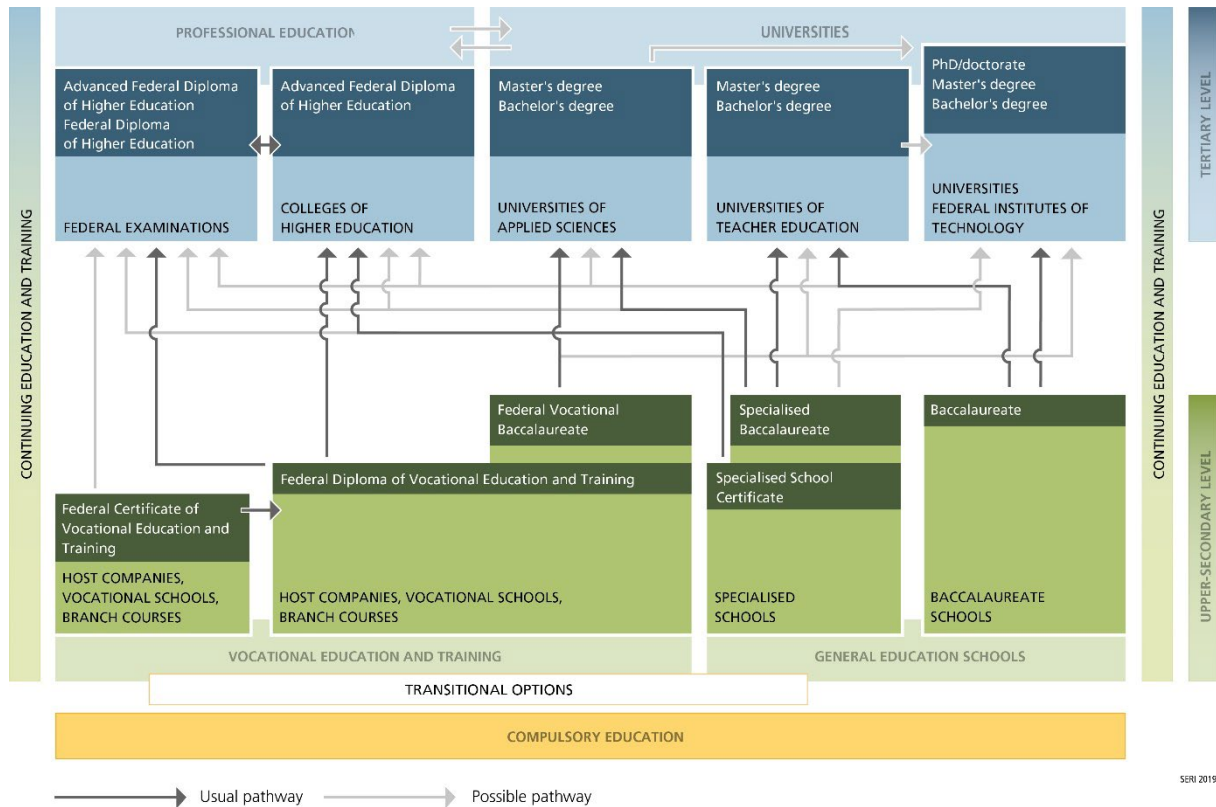 PROFESSIONAL EDUCATION
UNIVERSITIES
Advanced Federal Diploma
of Higher Education
Federal Diploma
of Higher Education
FEDERAL EXAMINATIONS
Advanced Federal Diploma
of Higher Education
COLLEGES OF
HIGHER EDUCATION
Master's degree
Bachelor's degree
UNIVERSITIES OF
APPLIED SCIENCES
Master's degree
Bachelor's degree
UNIVERSITIES OF
TEACHER EDUCATION
PhD/doctorate
Master's degree
Bachelor's degree
UNIVERSITIES
FEDERAL INSTITUTES OF
TECHNOLOGY
CONTINUING EDUCATION AND TRAINING
CONTINUING EDUCATION AND TRAINING
TERTIARY LEVEL
UPPER-SECONDARY LEVEL
Federal Vocational
Baccalaureate
Specialised
Baccalaureate
Baccalaureate
Federal Diploma of Vocational Education and Training
Specialised School
Certificate
Federal Certificate of
Vocational Education and
Training
HOST COMPANIES,
VOCATIONAL SCHOOLS,
BRANCH COURSES
HOST COMPANIES, VOCATIONAL SCHOOLS,
BRANCH COURSES
SPECIALISED
SCHOOLS
BACCALAUREATE
SCHOOLS
VOCATIONAL EDUCATION AND TRAINING
GENERAL EDUCATION SCHOOLS
TRANSITIONAL OPTIONS
COMPULSORY EDUCATION
SERI 2019
Usual pathway
Possible pathway